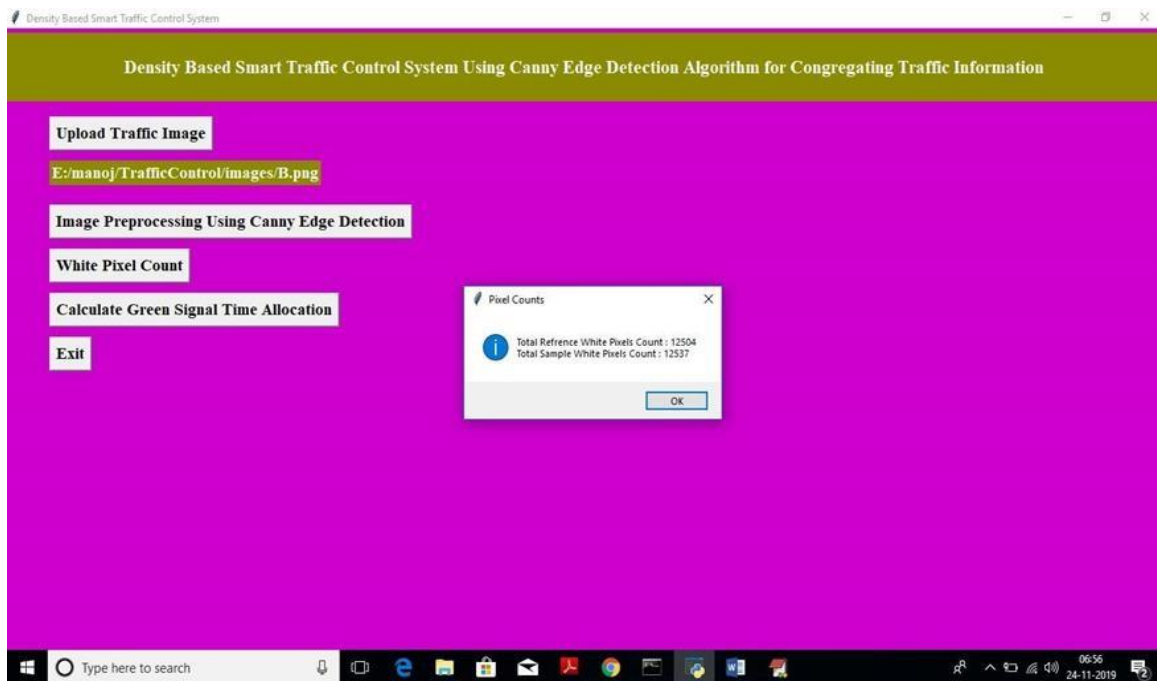 Density Based Smart Traffic Control System
Density Based Smart Traffic Control System Using Canny Edge Detection Algorithm for Congregating Traffic Information
Upload Traffic Image
E:/manoj/TrafficControl/images/B.png
Image Preprocessing Using Canny Edge Detection
White Pixel Count
Calculate Green Signal Time Allocation
Exit
Pixel Counts
Total Refrence White Pixels Count : 12504
Total Sample White Pixels Count : 12537
OK
Type here to search
06:56
24-11-2019
2